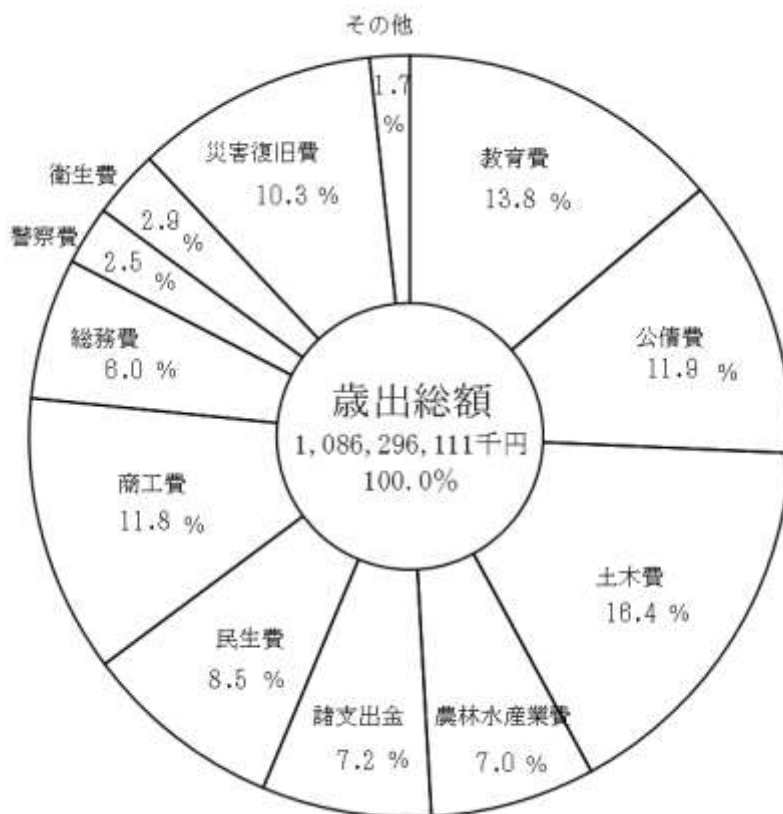 その他
1.7
%
教育費
13.8 %
公債費
11.9 %
土木費
16.4 %
農林水産業費
7.0 %
諸支出金
7.2 %
民生費
8.5 %
商工費
11.8 %
総務費
6.0 %
警察費
2.5
%
衛生費
2.9
%
災害復旧費
10.3 %
歳出総額
1,086,296,111千円
100.0%